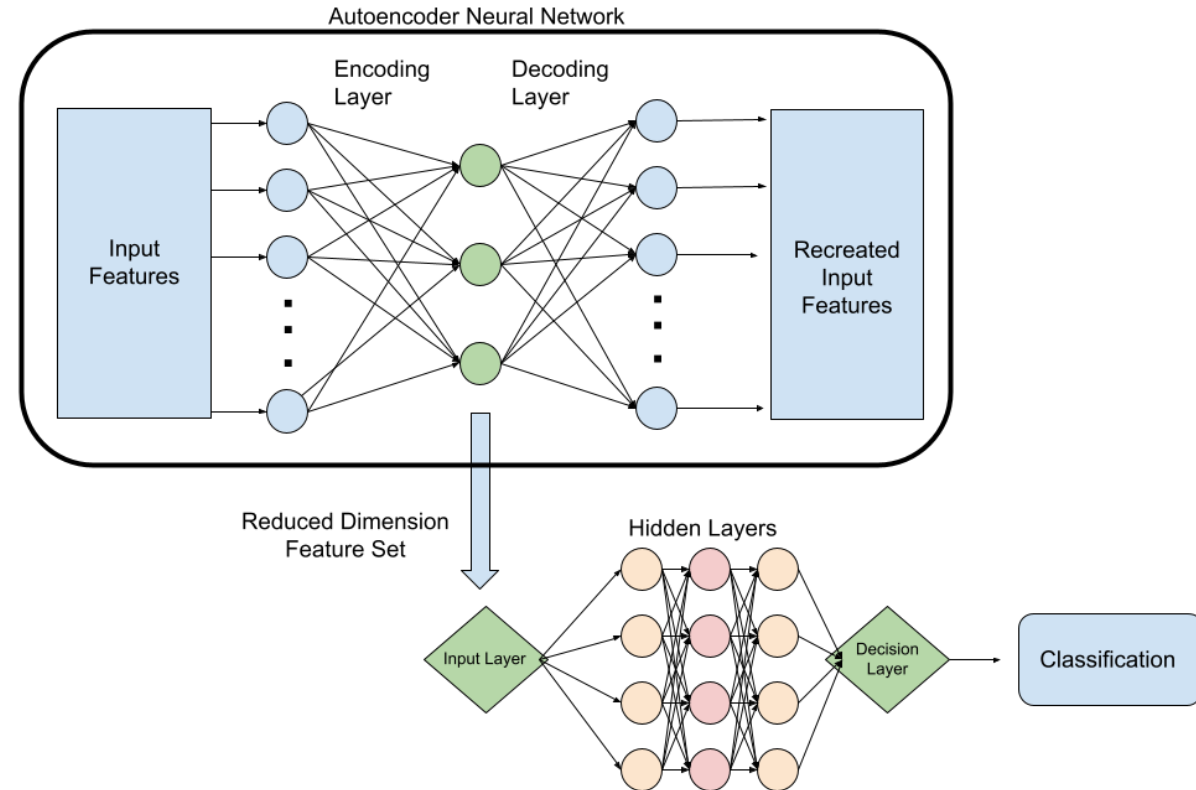 Autoencoder Neural Network
Encoding
Layer
Decoding
Layer
Input
Features
Recreated
Input
Features
Reduced Dimension
Feature Set
Hidden Layers
Input Layer
Decision
Layer
Classification